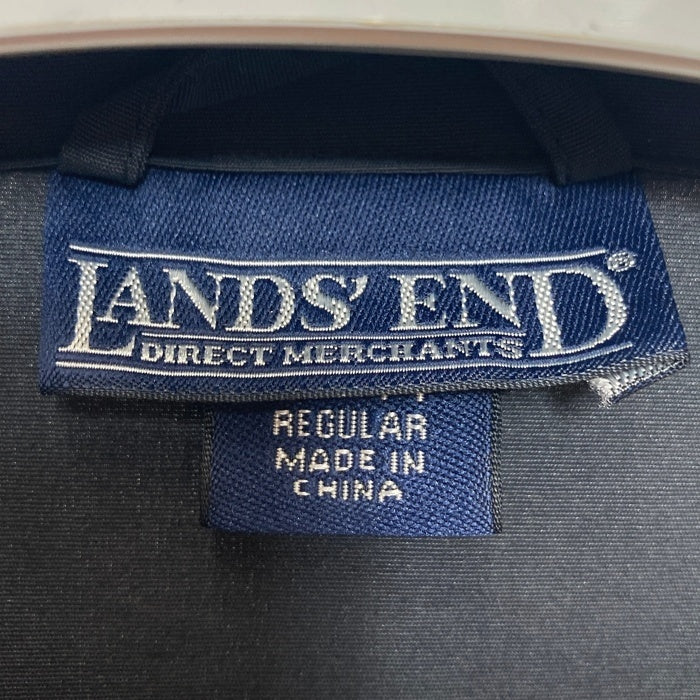 LANDS' END®
DIRECT MERCHANTS
REGULAR
MADE IN
CHINA